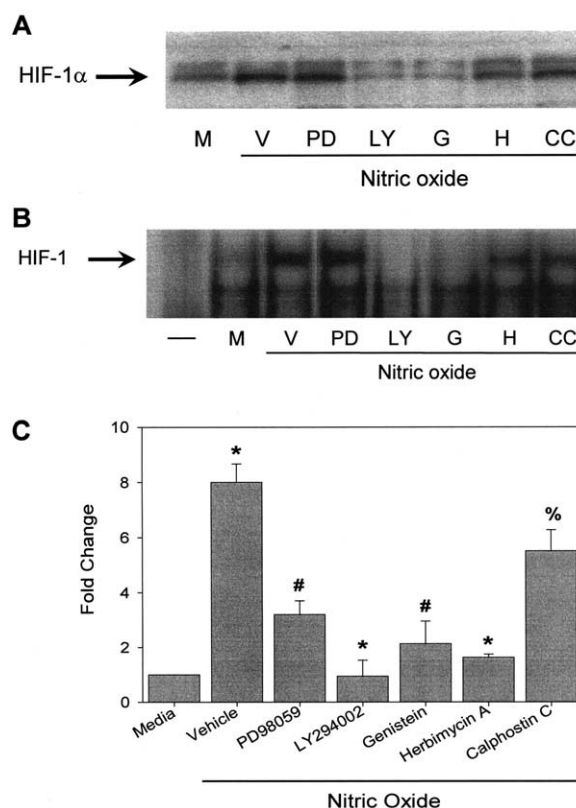 A
HIF-1α
M V PD LY G H CC
Nitric oxide
B
HIF-1
— M V PD LY G H CC
Nitric oxide
C
10
8
6
4
2
0
Fold Change
* # * # * %
Media Vehicle PD98059 LY294002 Genistein Herbimycin A Calphostin C
Nitric Oxide